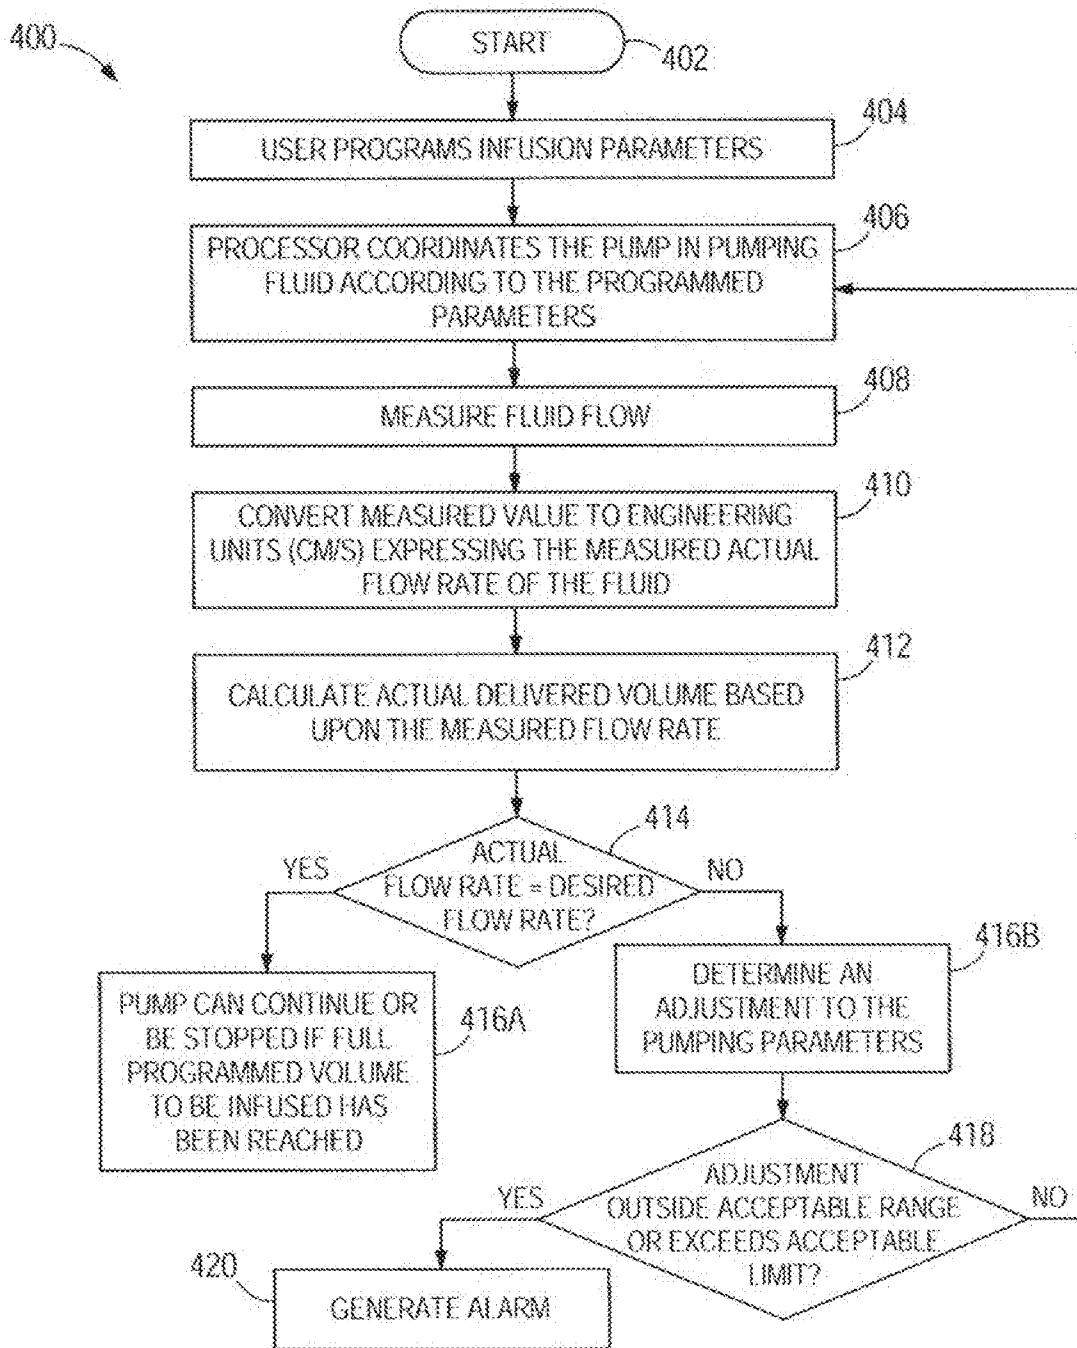 400
START
402
404
USER PROGRAMS INFUSION PARAMETERS
406
PROCESSOR COORDINATES THE PUMP IN PUMPING
FLUID ACCORDING TO THE PROGRAMMED
PARAMETERS
408
MEASURE FLUID FLOW
410
CONVERT MEASURED VALUE TO ENGINEERING
UNITS (CM/S) EXPRESSING THE MEASURED ACTUAL
FLOW RATE OF THE FLUID
412
CALCULATE ACTUAL DELIVERED VOLUME BASED
UPON THE MEASURED FLOW RATE
414
YES
ACTUAL
FLOW RATE = DESIRED
FLOW RATE?
NO
416A
PUMP CAN CONTINUE OR
BE STOPPED IF FULL
PROGRAMMED VOLUME
TO BE INFUSED HAS
BEEN REACHED
416B
DETERMINE AN
ADJUSTMENT TO THE
PUMPING PARAMETERS
418
YES
ADJUSTMENT
OUTSIDE ACCEPTABLE RANGE
OR EXCEEDS ACCEPTABLE
LIMIT?
NO
420
GENERATE ALARM